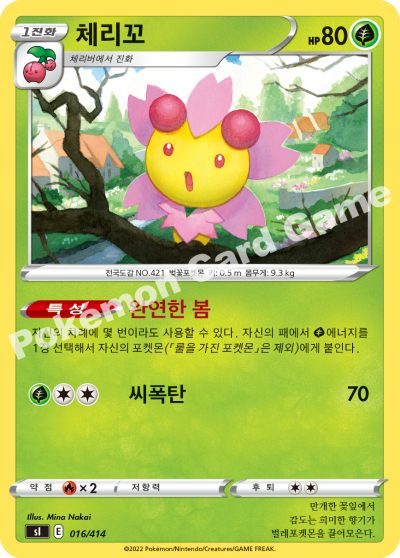 1진화 체리꼬 HP 80
체리버에서 진화
전국도감 NO.421 벚꽃포켓몬 키: 0.5 m 몸무게: 9.3 kg
특성 완연한 봄
자신의 차례에 몇 번이라도 사용할 수 있다. 자신의 패에서 에너지를
1장 선택해서 자신의 포켓몬(「룰을 가진 포켓몬」은 제외)에게 붙인다.
씨폭탄 70
약점 ×2 저항력 후퇴
Illus. Mina Nakai
sI E 016/414
만개한 꽃잎에서
감도는 희미한 향기가
벌레포켓몬을 끌어모은다.
©2022 Pokémon/Nintendo/Creatures/GAME FREAK.
Pokémon Card Game